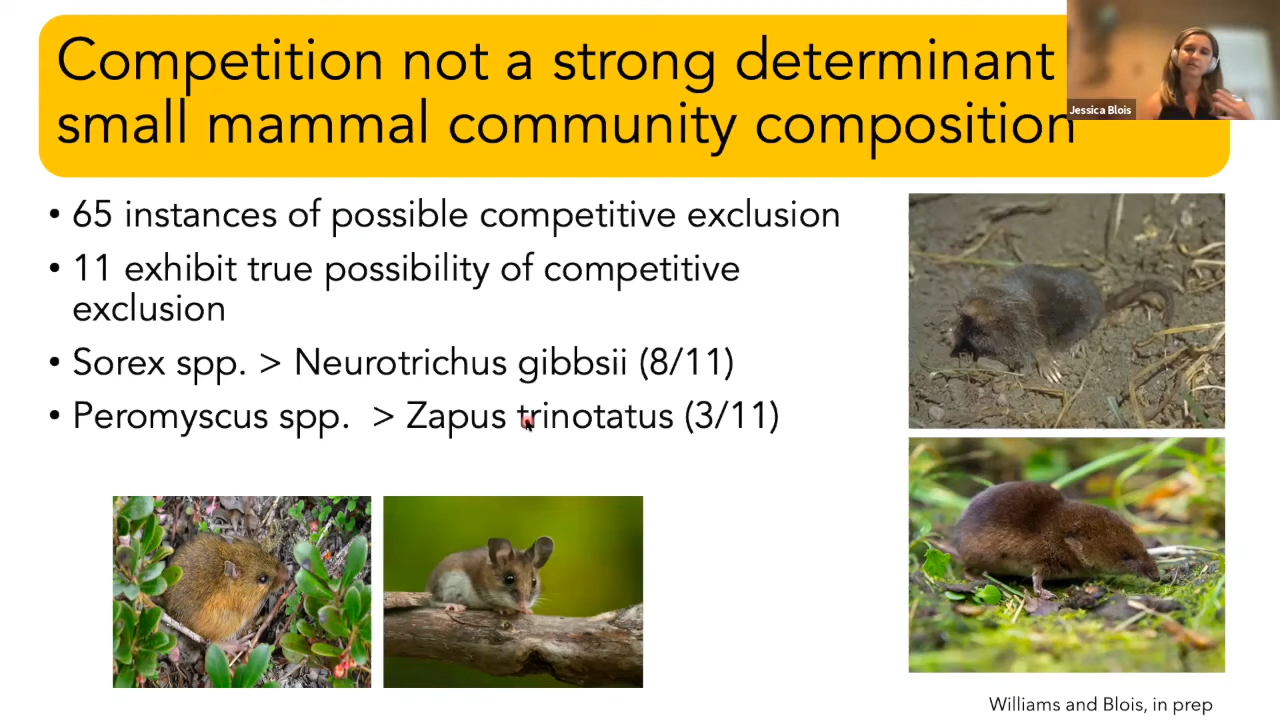 Competition not a strong determinant
small mammal community composition
Jessica Blois
• 65 instances of possible competitive exclusion
• 11 exhibit true possibility of competitive
exclusion
• Sorex spp. > Neurotrichus gibbsii (8/11)
• Peromyscus spp. > Zapus trinotatus (3/11)
Williams and Blois, in prep